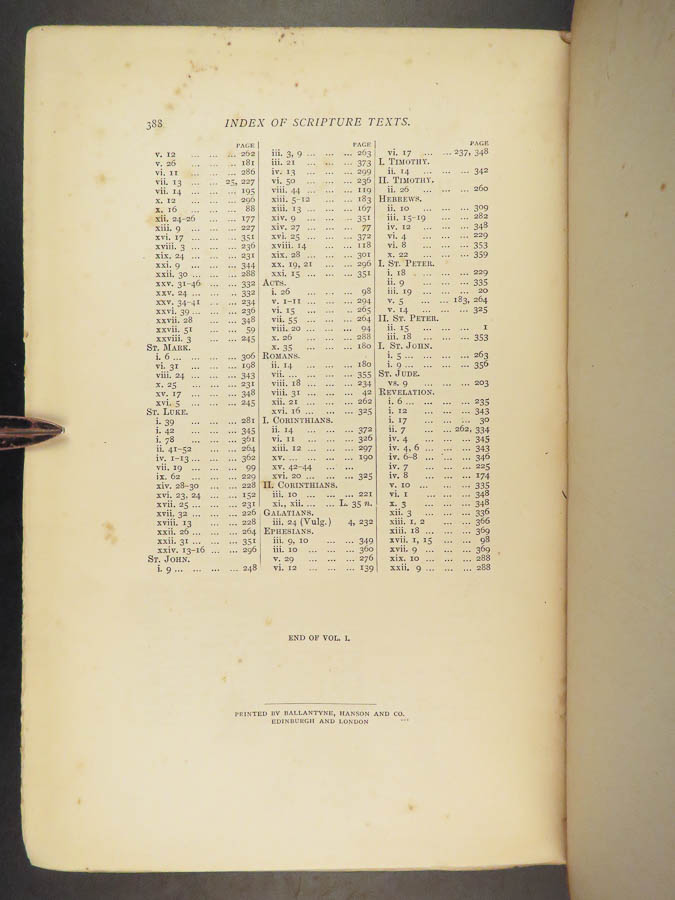 388 INDEX OF SCRIPTURE TEXTS.
PAGE
v. 12 ... ... ... 262
v. 26 ... ... ... 181
vi. 11 ... ... ... 286
vii. 13 ... ... 25, 227
vii. 14 ... ... ... 195
x. 12 ... ... ... 296
x. 16 ... ... ... 88
xii. 24-26 ... ... 177
xiii. 9 ... ... ... 227
xvi. 17 ... ... ... 351
xviii. 3 ... ... ... 236
xix. 24 ... ... ... 231
xxi. 9 ... ... ... 344
xxii. 30 ... ... ... 288
xxv. 31-46 ... ... 332
xxv. 24 ... ... .. 332
xxv. 34-41 ... ... 234
xxvi. 39 ... ... ... 236
xxvii. 28 ... ... 348
xxvii. 51 ... ... 59
xxviii. 3 ... ... 245
ST. MARK.
i. 6 ... ... ... ... 306
vi. 31 ... ... ... 198
viii. 24 ... ... ... 343
x. 25 ... ... ... 231
xv. 17 ... ... ... 348
xvi. 5 ... ... ... 245
ST. LUKE.
i. 39 ... ... ... 281
i. 42 ... ... ... 345
i. 78 ... ... ... 361
ii. 41-52 ... ... 264
iv. 1-13 ... ... ... 362
vii. 19 ... ... ... 99
ix. 62 ... ... ... 229
xiv. 28-30 ... ... 228
xvi. 23, 24 ... ... 152
xvii. 25 ... ... ... 231
xvii. 32 ... ... ... 226
xviii. 13 ... ... 228
xxii. 26 ... ... ... 264
xxii. 31 ... ... ... 351
xxiv. 13-16 ... ... 296
ST. JOHN.
i. 9 ... ... ... ... 248
PAGE
iii. 3, 9 ... ... ... 263
iii. 21 ... ... ... 373
iv. 13 ... ... ... 299
vi. 50 ... ... ... 236
viii. 44 ... ... ... 119
xiii. 5-12 ... ... 183
xiii. 13 ... ... ... 167
xiv. 9 ... ... ... 351
xiv. 27 ... ... ... 77
xvi. 25 ... ... ... 372
xviii. 14 ... ... 118
xix. 28 ... ... ... 301
xx. 19, 21 ... ... 296
xxi. 15 ... ... ... 351
ACTS.
i. 26 ... ... ... 98
v. 1-11 ... ... ... 294
vi. 15 ... ... .. 265
vii. 55 ... ... ... 264
viii. 20 ... ... ... 94
x. 26 ... ... ... 288
x. 35 ... ... ... 180
ROMANS.
ii. 14 ... ... ... 180
vii. ... ... ... ... 355
viii. 18 ... ... ... 234
viii. 31 ... ... ... 42
xii. 21 ... ... ... 262
xvi. 16 ... ... ... 325
I. CORINTHIANS.
ii. 14 ... ... ... 372
vi. 11 ... ... ... 326
xiii. 12 ... ... ... 297
xv. ... ... ... ... 190
xv. 42-44 ... ...
xvi. 20 ... ... ... 325
II. CORINTHIANS.
iii. 10 ... ... ... 221
xi., xii. ... ... L. 35 n.
GALATIANS.
iii. 24 (Vulg.) 4, 232
EPHESIANS.
iii. 9, 10 ... ... 349
iii. 10 ... ... ... 360
v. 29 ... ... ... 276
vi. 12 ... ... ... 139
PAGE
vi. 17 ... ... 237, 348
I. TIMOTHY.
ii. 14 ... ... ... 342
II. TIMOTHY.
ii. 26 ... ... ... 260
HEBREWS.
ii. 10 ... ... ... 309
iii. 15-19 ... ... 282
iv. 12 ... ... ... 348
vi. 4 ... ... ... 229
vi. 8 ... ... ... 353
x. 22 ... ... ... 359
I. ST. PETER.
i. 18 ... ... ... 229
ii. 9 ... ... ... 335
iii. 19 ... ... ... 20
v. 5 ... ... 183, 264
v. 14 ... ... ... 325
II. ST. PETER.
ii. 15 ... ... ... 1
iii. 18 ... ... ... 353
I. ST. JOHN.
i. 5 ... ... ... ... 263
i. 9 ... ... ... ... 356
ST. JUDE.
vs. 9 ... ... ... 203
REVELATION.
i. 6 ... ... ... ... 235
i. 12 ... ... ... 343
i. 17 ... ... ... 30
ii. 7 ... ... 262, 334
iv. 4 ... ... ... 345
iv. 4, 6 ... ... ... 343
iv. 6-8 ... ... ... 346
iv. 7 ... ... ... 225
iv. 8 ... ... ... 174
v. 10 ... ... ... 335
vi. 1 ... ... ... 348
x. 3 ... ... ... 348
xii. 3 ... ... ... 336
xiii. 1, 2 ... ... 366
xiii. 18 ... ... ... 369
xvii. 1, 15 ... ... 98
xvii. 9 ... ... ... 369
xix. 10 ... ... ... 288
xxii. 9 ... ... ... 288
END OF VOL. I.
PRINTED BY BALLANTYNE, HANSON AND CO.
EDINBURGH AND LONDON